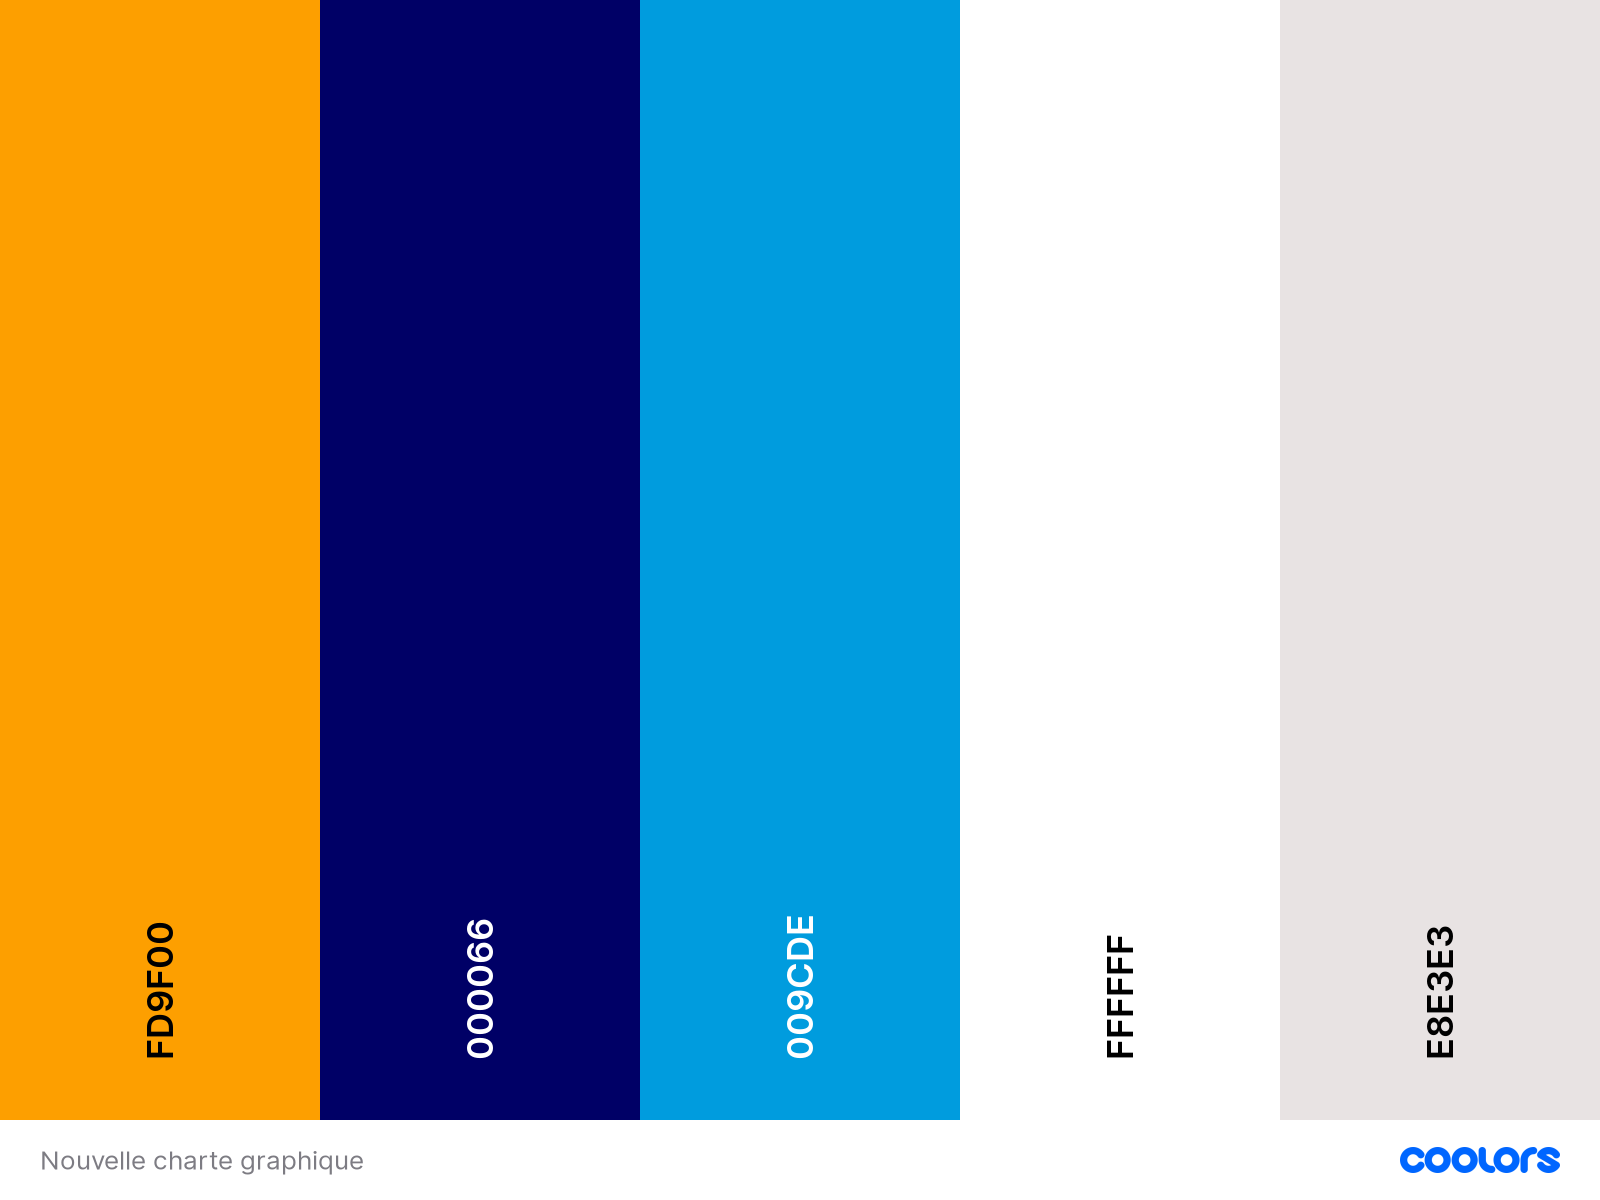 FD9F00
000066
009CDE
FFFFFF
E8E3E3
Nouvelle charte graphique
coolors